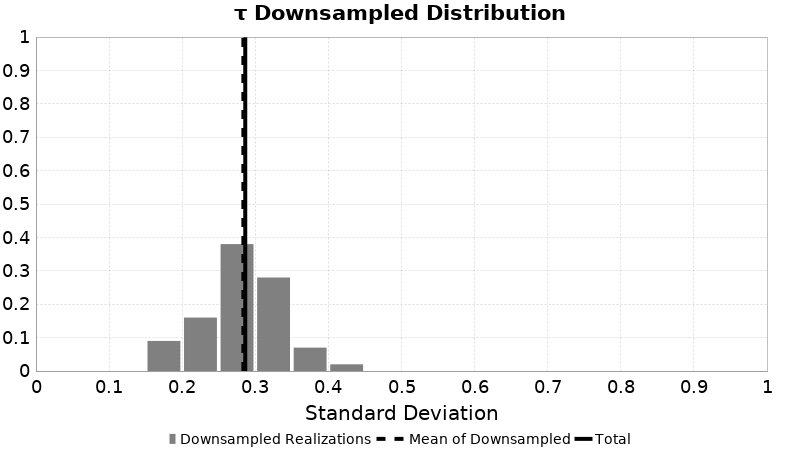 τ Downsampled Distribution
1
0.9
0.8
0.7
0.6
0.5
0.4
0.3
0.2
0.1
0
0 0.1 0.2 0.3 0.4 0.5 0.6 0.7 0.8 0.9 1
Standard Deviation
Downsampled Realizations Mean of Downsampled Total